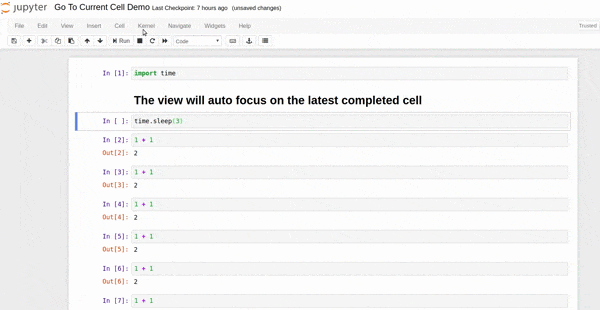 jupyter Go To Current Cell Demo Last Checkpoint: 7 hours ago (unsaved changes)
File Edit View Insert Cell Kernel Navigate Widgets Help Trusted
Run Code
In [1]: import time
The view will auto focus on the latest completed cell
In [ ]: time.sleep(3)
In [2]: 1 + 1
Out[2]: 2
In [3]: 1 + 1
Out[3]: 2
In [4]: 1 + 1
Out[4]: 2
In [5]: 1 + 1
Out[5]: 2
In [6]: 1 + 1
Out[6]: 2
In [7]: 1 + 1